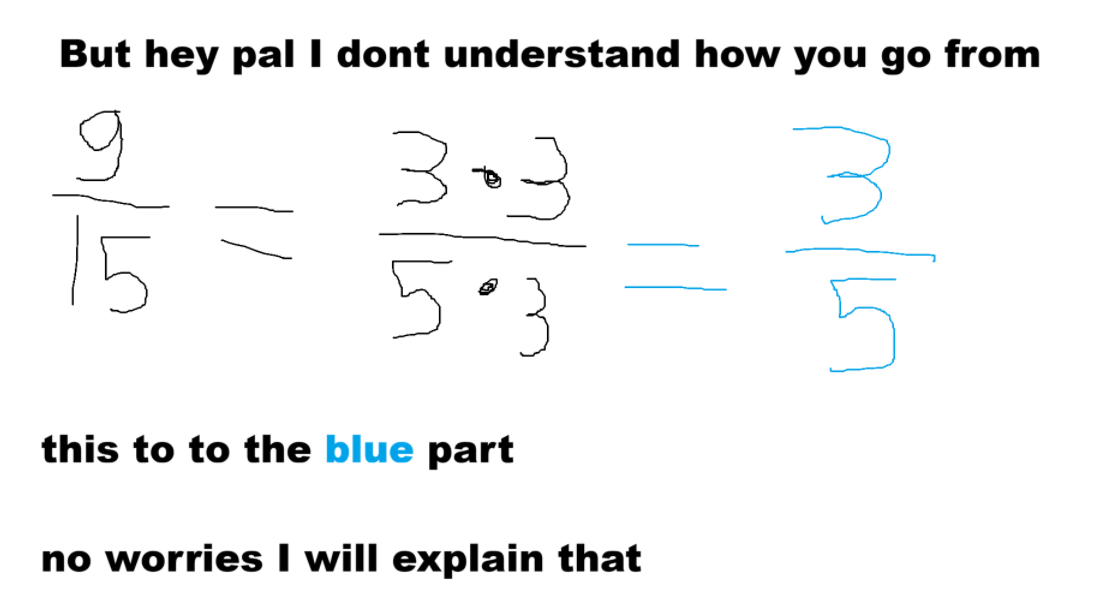 But hey pal I dont understand how you go from
9/15 = 3·3/5·3 = 3/5
this to to the blue part
no worries I will explain that